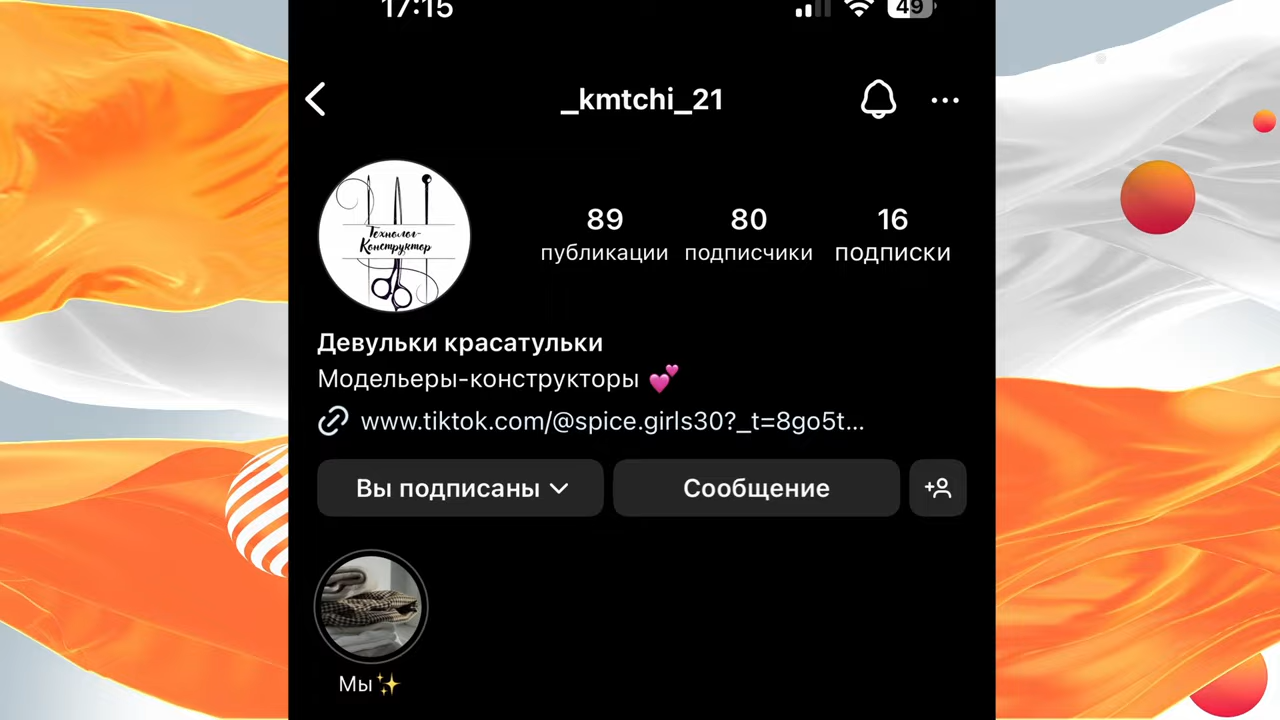 17:15
49
_kmtchi_21
Технолог-
Конструктор
89
публикации
80
подписчики
16
подписки
Девульки красатульки
Модельеры-конструкторы 💕
www.tiktok.com/@spice.girls30?_t=8go5t...
Вы подписаны
Сообщение
Мы✨